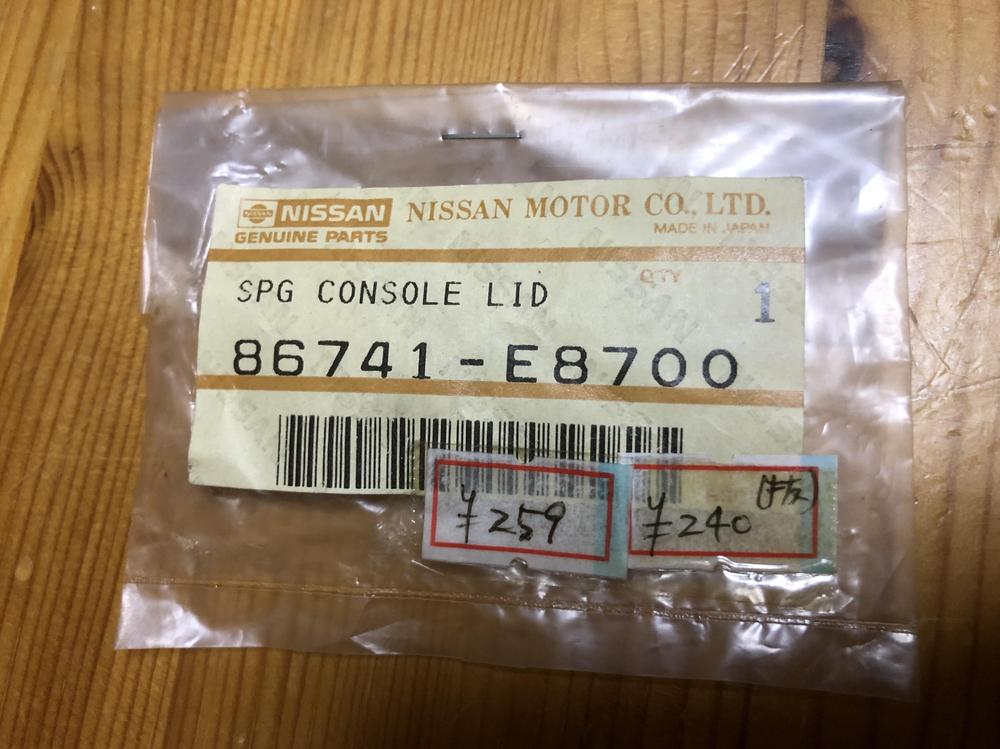 NISSAN
NISSAN MOTOR CO., LTD.
GENUINE PARTS
MADE IN JAPAN
QTY
SPG CONSOLE LID
1
86741-E8700
¥259
¥240